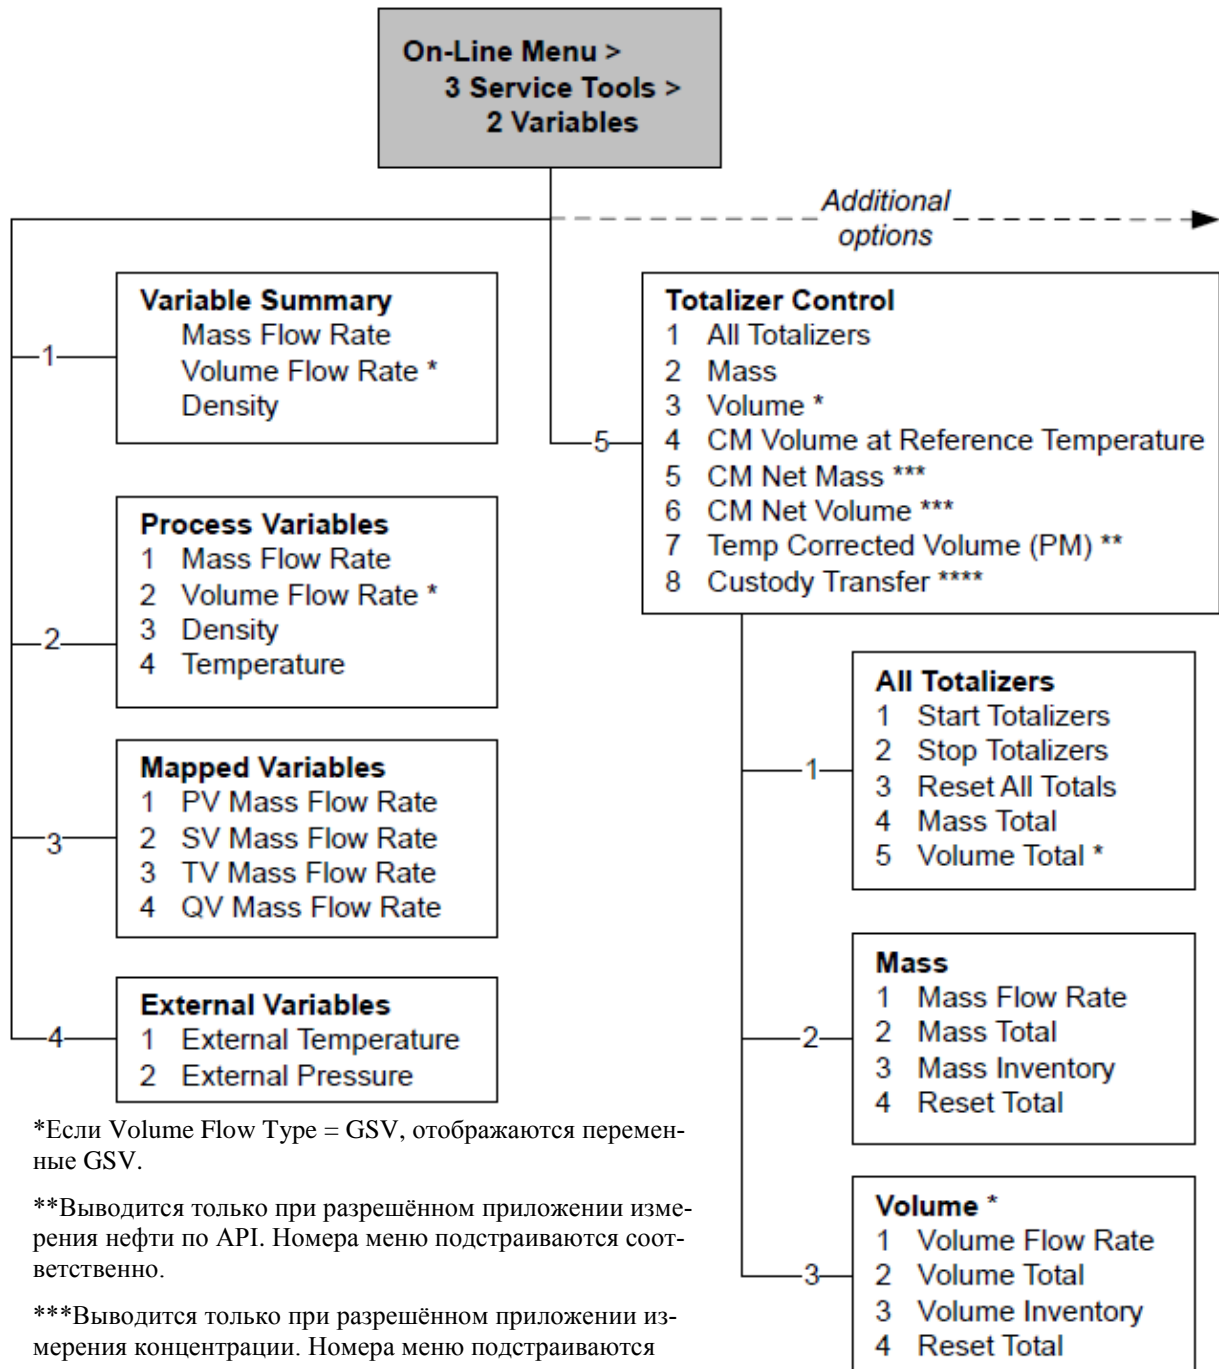 On-Line Menu >
3 Service Tools >
2 Variables
Additional
options
1
Variable Summary
Mass Flow Rate
Volume Flow Rate *
Density
2
Process Variables
1 Mass Flow Rate
2 Volume Flow Rate *
3 Density
4 Temperature
3
Mapped Variables
1 PV Mass Flow Rate
2 SV Mass Flow Rate
3 TV Mass Flow Rate
4 QV Mass Flow Rate
4
External Variables
1 External Temperature
2 External Pressure
5
Totalizer Control
1 All Totalizers
2 Mass
3 Volume *
4 CM Volume at Reference Temperature
5 CM Net Mass ***
6 CM Net Volume ***
7 Temp Corrected Volume (PM) **
8 Custody Transfer ****
1
All Totalizers
1 Start Totalizers
2 Stop Totalizers
3 Reset All Totals
4 Mass Total
5 Volume Total *
2
Mass
1 Mass Flow Rate
2 Mass Total
3 Mass Inventory
4 Reset Total
3
Volume *
1 Volume Flow Rate
2 Volume Total
3 Volume Inventory
4 Reset Total
*Если Volume Flow Type = GSV, отображаются перемен-
ные GSV.
**Выводится только при разрешённом приложении изме-
рения нефти по API. Номера меню подстраиваются соот-
ветственно.
***Выводится только при разрешённом приложении из-
мерения концентрации. Номера меню подстраиваются